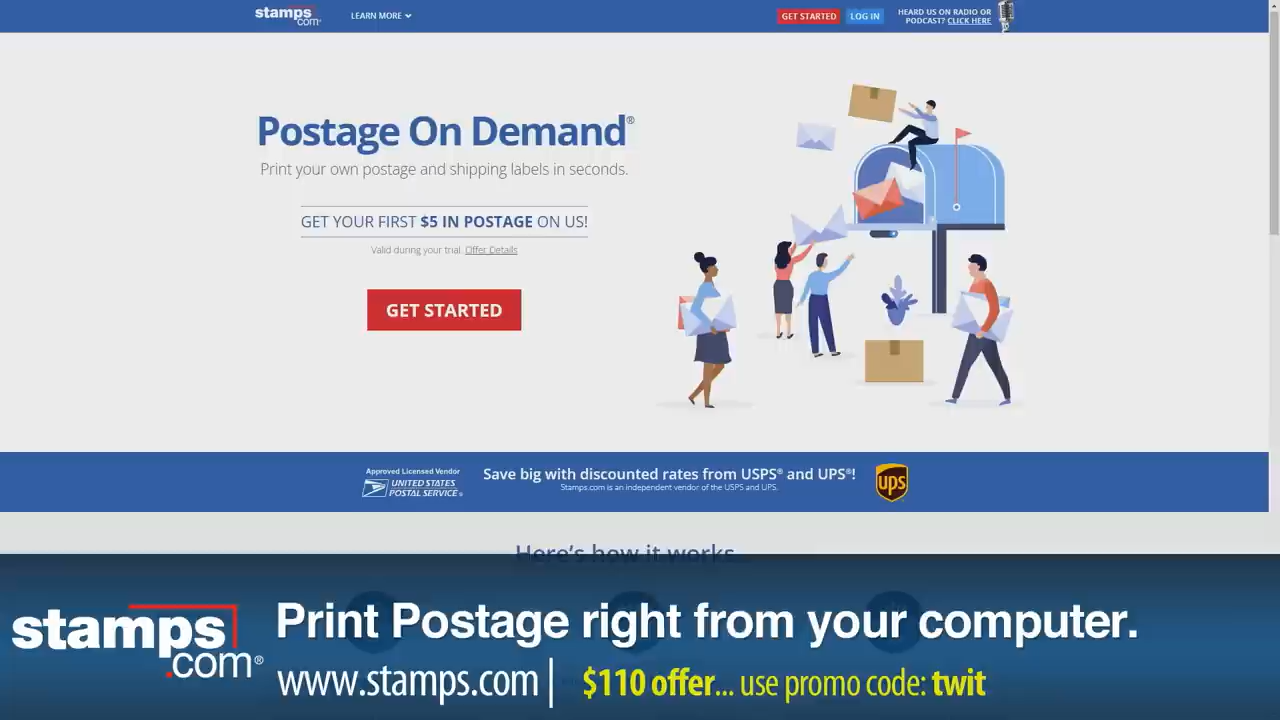 stamps
.com®
LEARN MORE
GET STARTED
LOG IN
HEARD US ON RADIO OR
PODCAST? CLICK HERE
Postage On Demand®
Print your own postage and shipping labels in seconds.
GET YOUR FIRST $5 IN POSTAGE ON US!
Valid during your trial. Offer Details
GET STARTED
Approved Licensed Vendor
UNITED STATES
POSTAL SERVICE®
Save big with discounted rates from USPS® and UPS®!
Stamps.com is an independent vendor of the USPS and UPS.
ups
Here's how it works
stamps
.com®
Print Postage right from your computer.
www.stamps.com
$110 offer... use promo code: twit